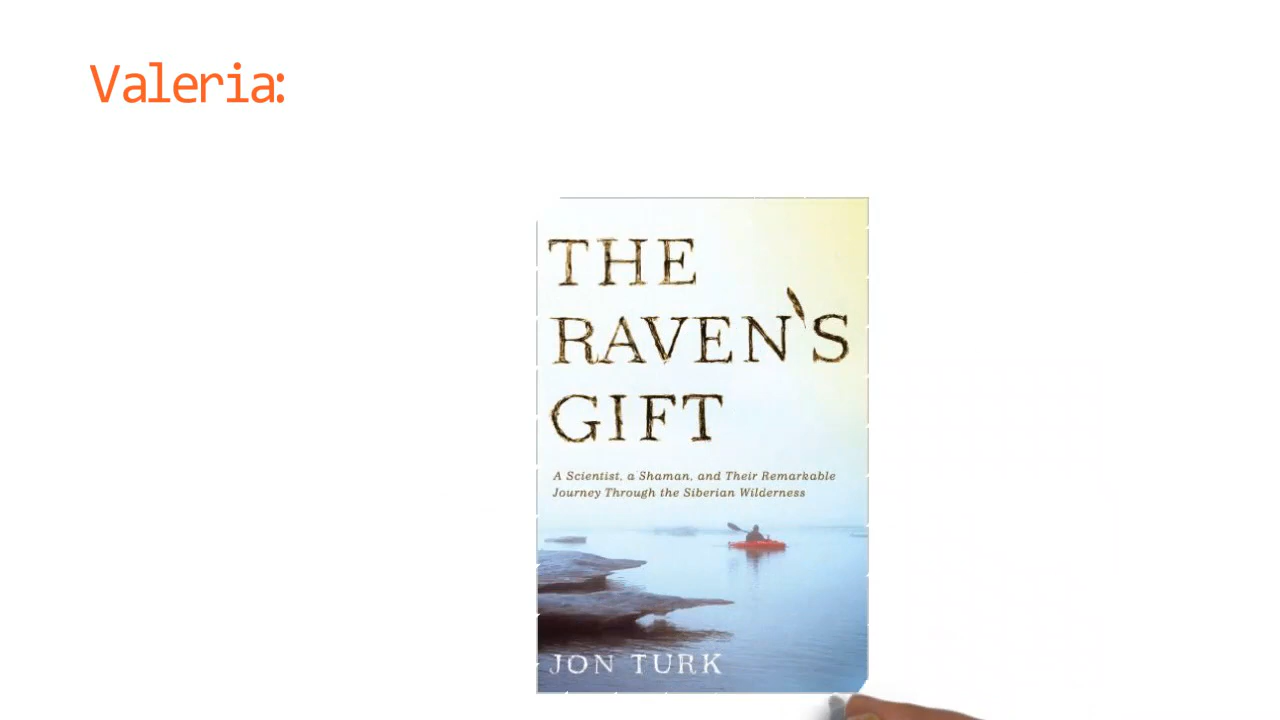 Valeria:
THE
RAVEN'S
GIFT
A Scientist, a Shaman, and Their Remarkable
Journey Through the Siberian Wilderness
JON TURK